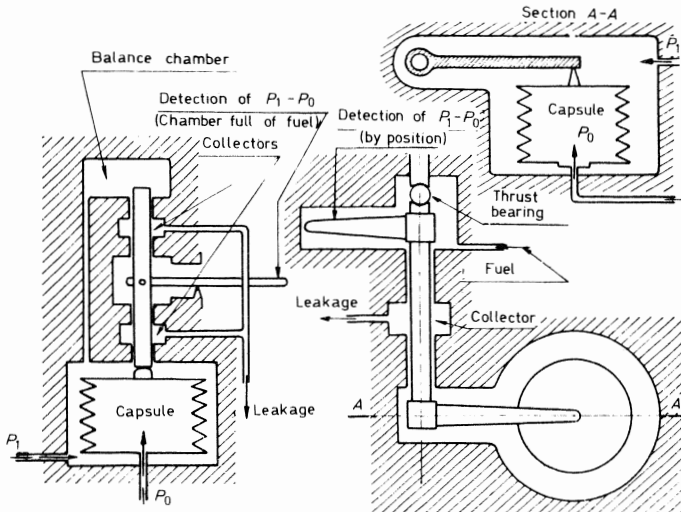 Section A-A
Balance chamber
P₁
Detection of P₁-P₀
(Chamber full of fuel)
Collectors
Detection of P₁-P₀
(by position)
Capsule
P₀
Thrust
bearing
Fuel
Leakage
Collector
Capsule
Leakage
A
A
P₁
P₀